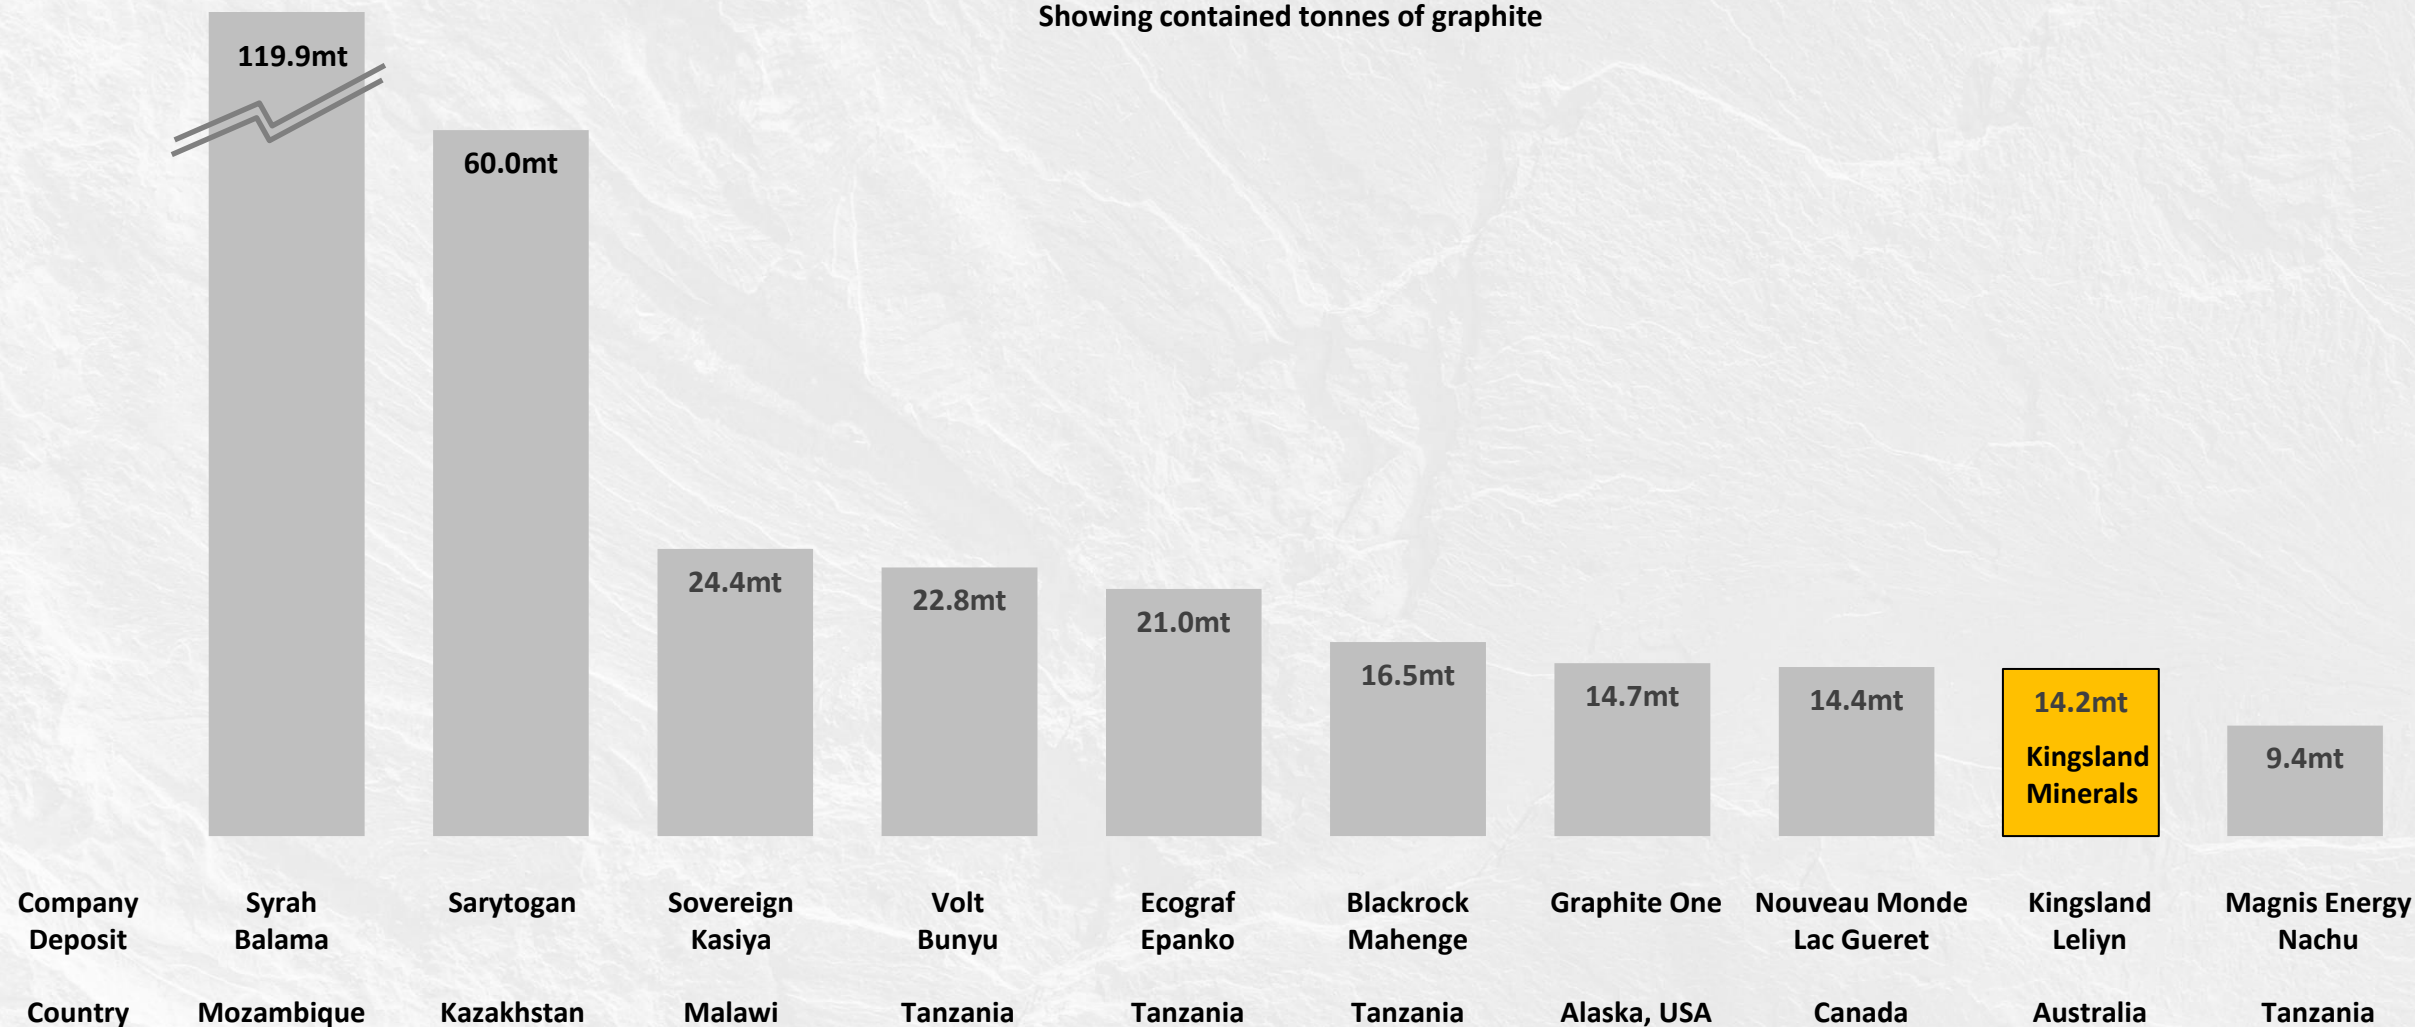 Showing contained tonnes of graphite
119.9mt
60.0mt
24.4mt
22.8mt
21.0mt
16.5mt
14.7mt
14.4mt
14.2mt
Kingsland
Minerals
9.4mt
Company Syrah Sarytogan Sovereign Volt Ecograf Blackrock Graphite One Nouveau Monde Kingsland Magnis Energy
Deposit Balama Kasiya Bunyu Epanko Mahenge Lac Gueret Leliyn Nachu
Country Mozambique Kazakhstan Malawi Tanzania Tanzania Tanzania Alaska, USA Canada Australia Tanzania